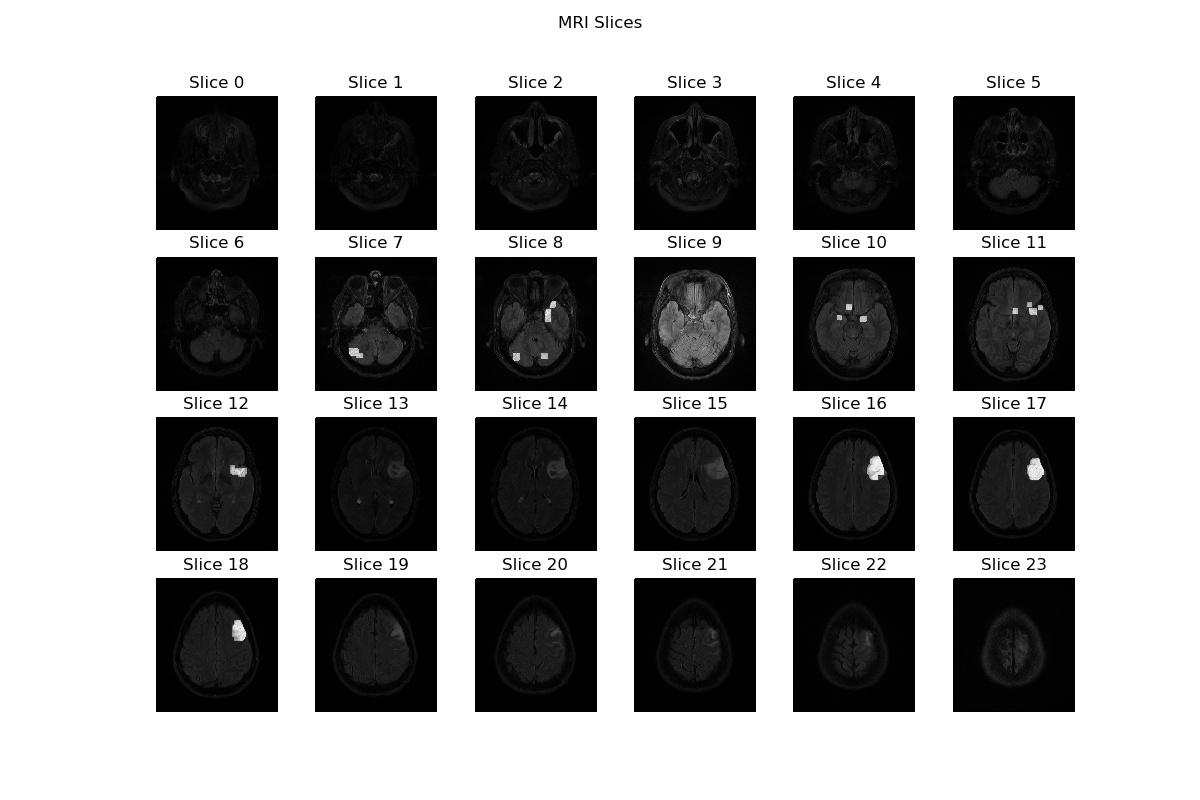 MRI Slices
Slice 0
Slice 1
Slice 2
Slice 3
Slice 4
Slice 5
Slice 6
Slice 7
Slice 8
Slice 9
Slice 10
Slice 11
Slice 12
Slice 13
Slice 14
Slice 15
Slice 16
Slice 17
Slice 18
Slice 19
Slice 20
Slice 21
Slice 22
Slice 23